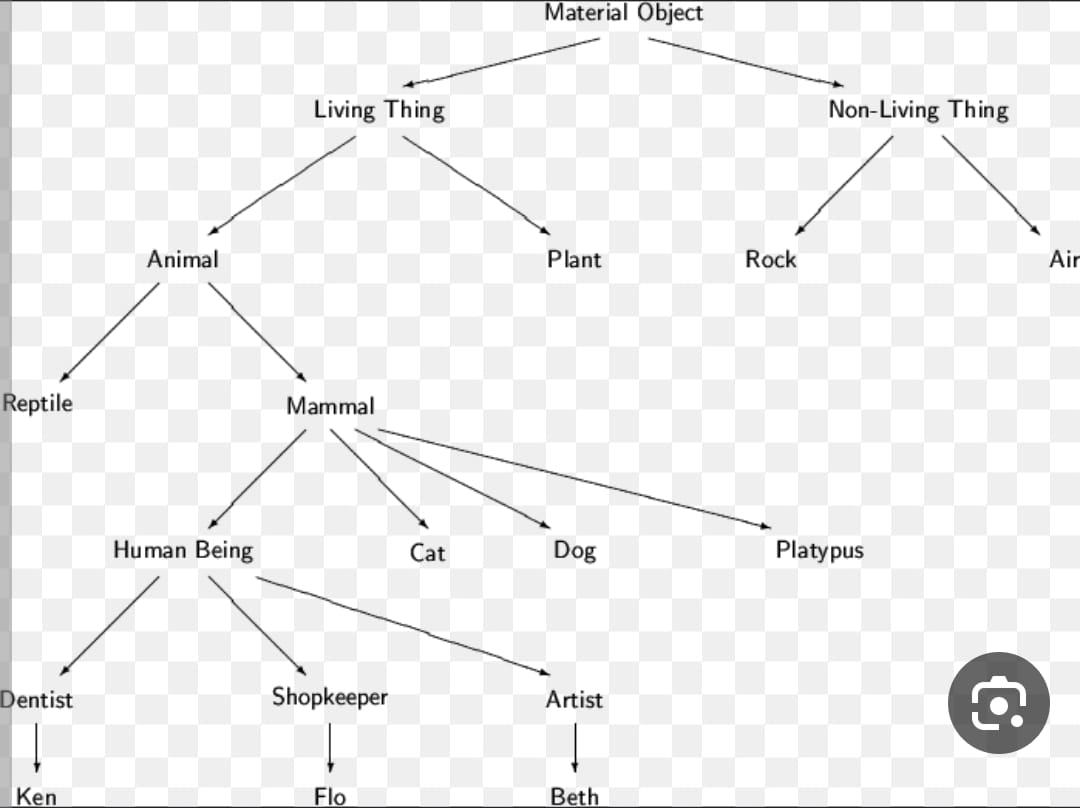 Material Object
Living Thing
Non-Living Thing
Animal
Plant
Rock
Air
Reptile
Mammal
Human Being
Cat
Dog
Platypus
Dentist
Shopkeeper
Artist
Ken
Flo
Beth